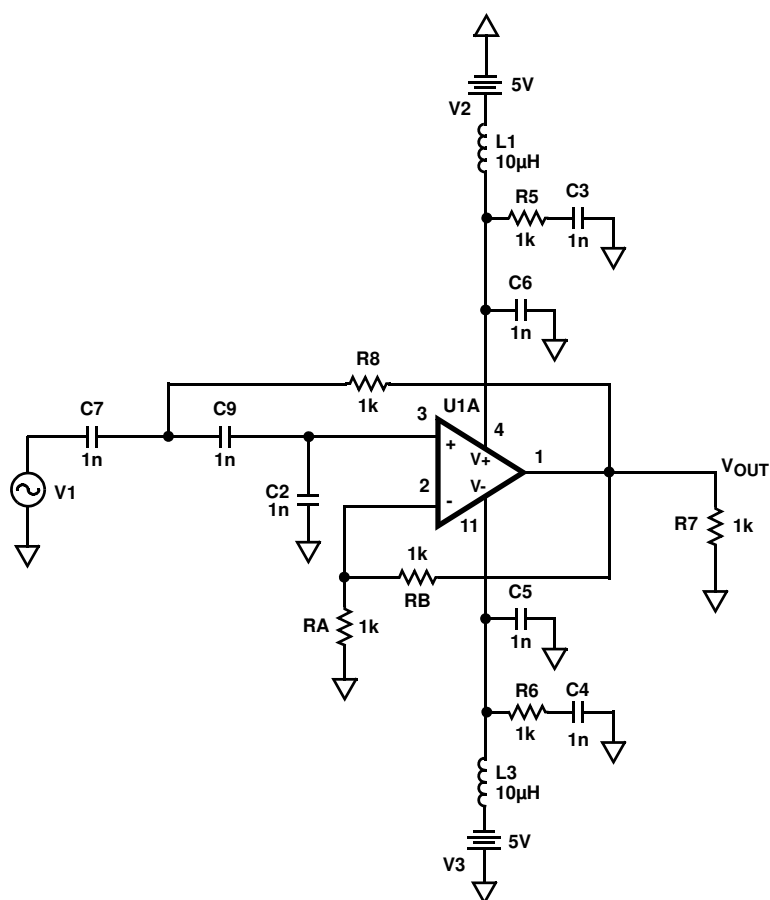 5V
V2
L1
10µH
R5
1k
C3
1n
C6
1n
R8
1k
C7
1n
C9
1n
U1A
3
4
+
V+
1
VOUT
V1
C2
1n
2
V-
-
11
R7
1k
1k
RB
RA
1k
C5
1n
R6
1k
C4
1n
L3
10µH
5V
V3